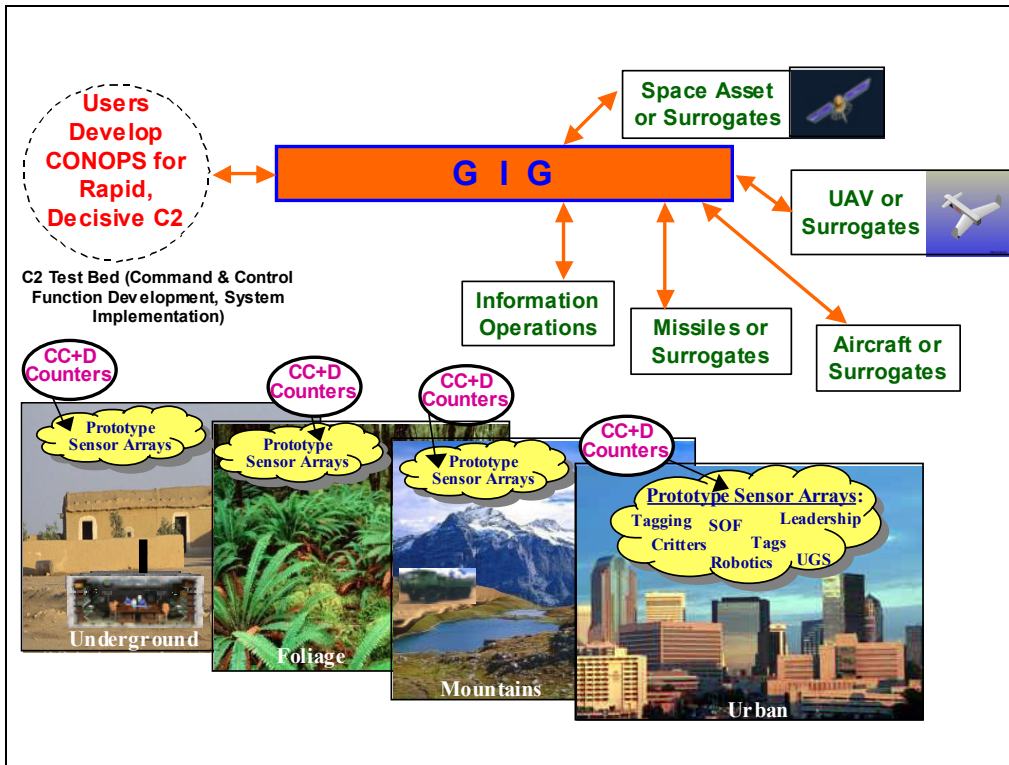 Users
Develop
CONOPS for
Rapid,
Decisive C2
Space Asset
or Surrogates
G I G
UAV or
Surrogates
C2 Test Bed (Command & Control
Function Development, System
Implementation)
Information
Operations
Missiles or
Surrogates
Aircraft or
Surrogates
CC+D
Counters
CC+D
Counters
CC+D
Counters
CC+D
Counters
Prototype
Sensor Arrays
Prototype
Sensor Arrays
Prototype
Sensor Arrays
Prototype Sensor Arrays:
Tagging SOF Leadership
Critters Tags
Robotics UGS
Underground
Foliage
Mountains
Urban